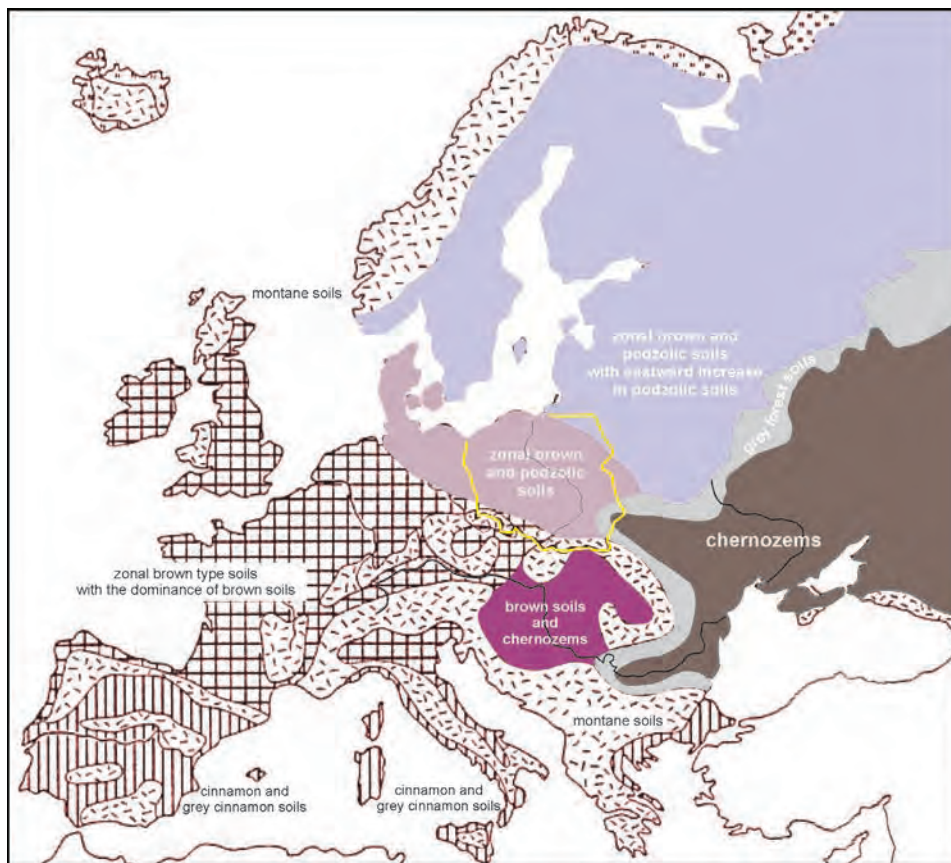 montane soils
zonal brown and
podzolic soils
with eastward increase
in podzolic soils
grey forest soils
zonal brown
and podzolic
soils
chernozems
zonal brown type soils
with the dominance of brown soils
brown soils
and
chernozems
montane soils
cinnamon and
grey cinnamon soils
cinnamon and
grey cinnamon soils